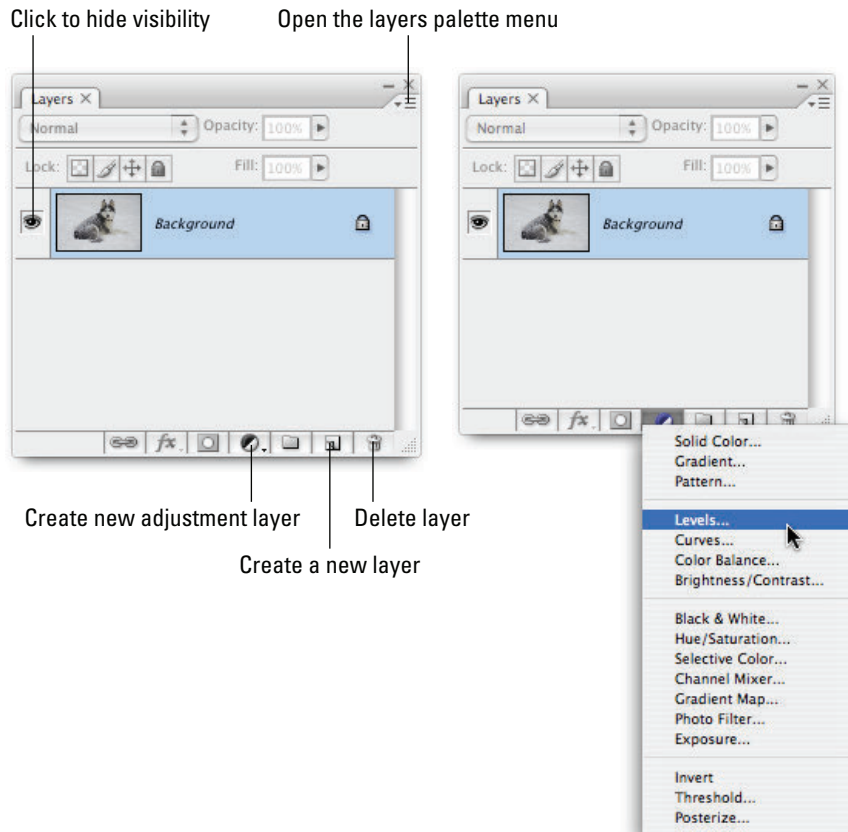 Click to hide visibility
Open the layers palette menu
Layers ×
Normal
Opacity: 100%
Lock:
Fill: 100%
Background
fx.
Create new adjustment layer
Delete layer
Create a new layer
Layers ×
Normal
Opacity: 100%
Lock:
Fill: 100%
Background
fx.
Solid Color...
Gradient...
Pattern...
Levels...
Curves...
Color Balance...
Brightness/Contrast...
Black & White...
Hue/Saturation...
Selective Color...
Channel Mixer...
Gradient Map...
Photo Filter...
Exposure...
Invert
Threshold...
Posterize...